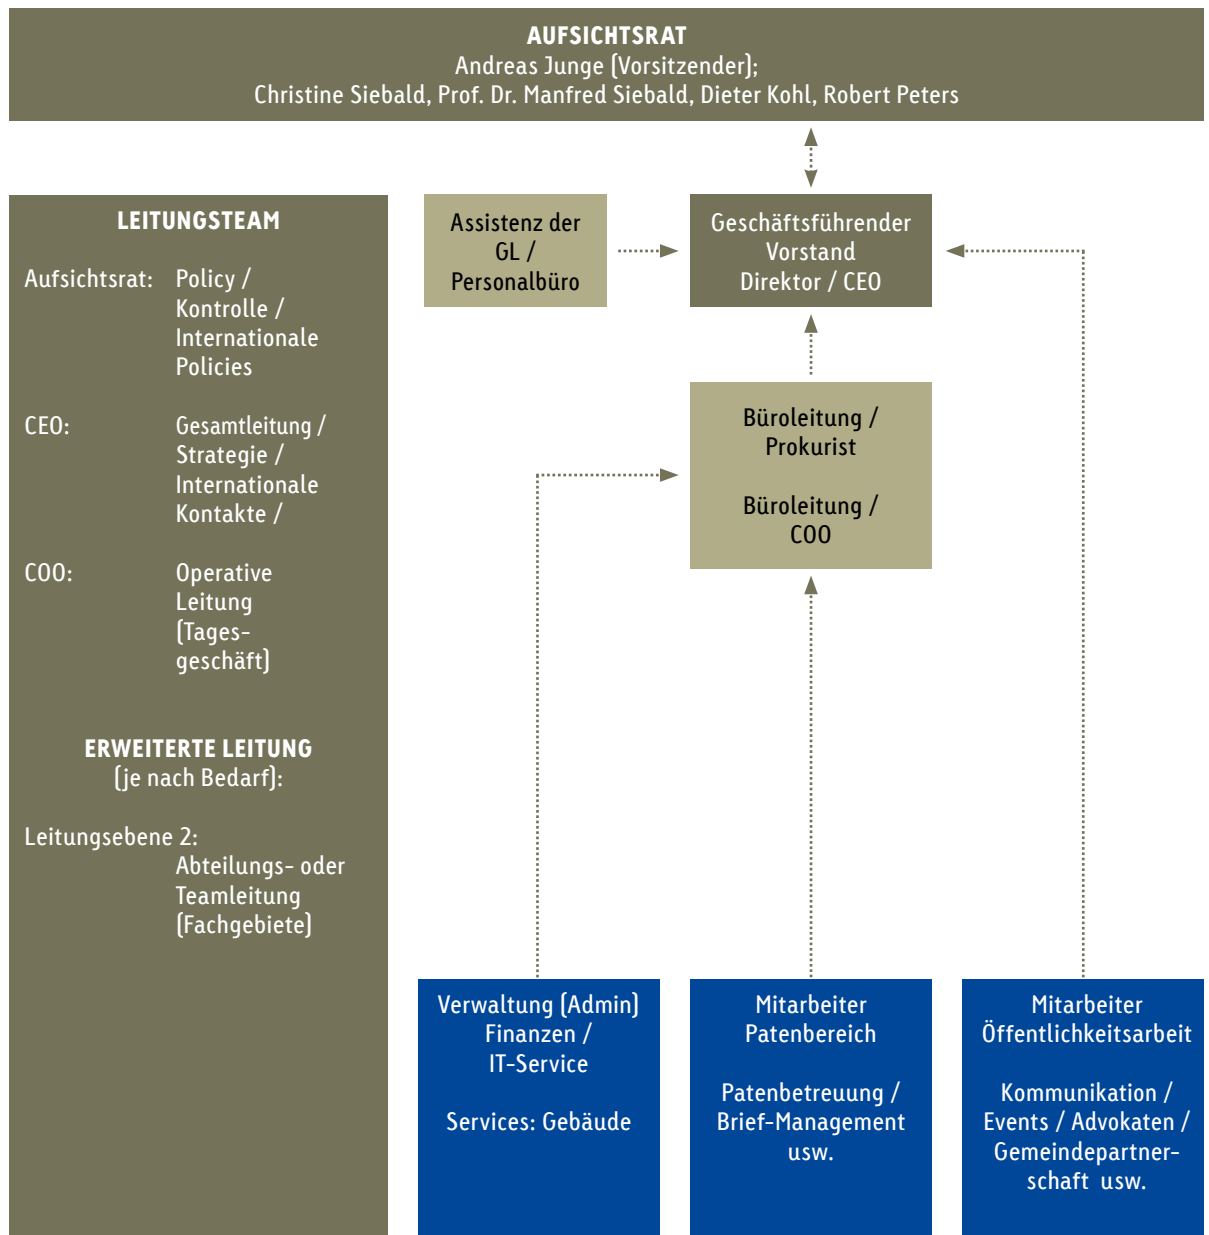 AUFSICHTSRAT
Andreas Junge (Vorsitzender);
Christine Siebald, Prof. Dr. Manfred Siebald, Dieter Kohl, Robert Peters
LEITUNGSTEAM
Aufsichtsrat: Policy /
Kontrolle /
Internationale
Policies
CEO: Gesamtleitung /
Strategie /
Internationale
Kontakte /
COO: Operative
Leitung
(Tages-
geschäft)
ERWEITERTE LEITUNG
(je nach Bedarf):
Leitungsebene 2:
Abteilungs- oder
Teamleitung
(Fachgebiete)
Assistenz der
GL /
Personalbüro
Geschäftsführender
Vorstand
Direktor / CEO
Büroleitung /
Prokurist
Büroleitung /
COO
Verwaltung (Admin)
Finanzen /
IT-Service
Services: Gebäude
Mitarbeiter
Patenbereich
Patenbetreuung /
Brief-Management
usw.
Mitarbeiter
Öffentlichkeitsarbeit
Kommunikation /
Events / Advokaten /
Gemeindepartner-
schaft usw.